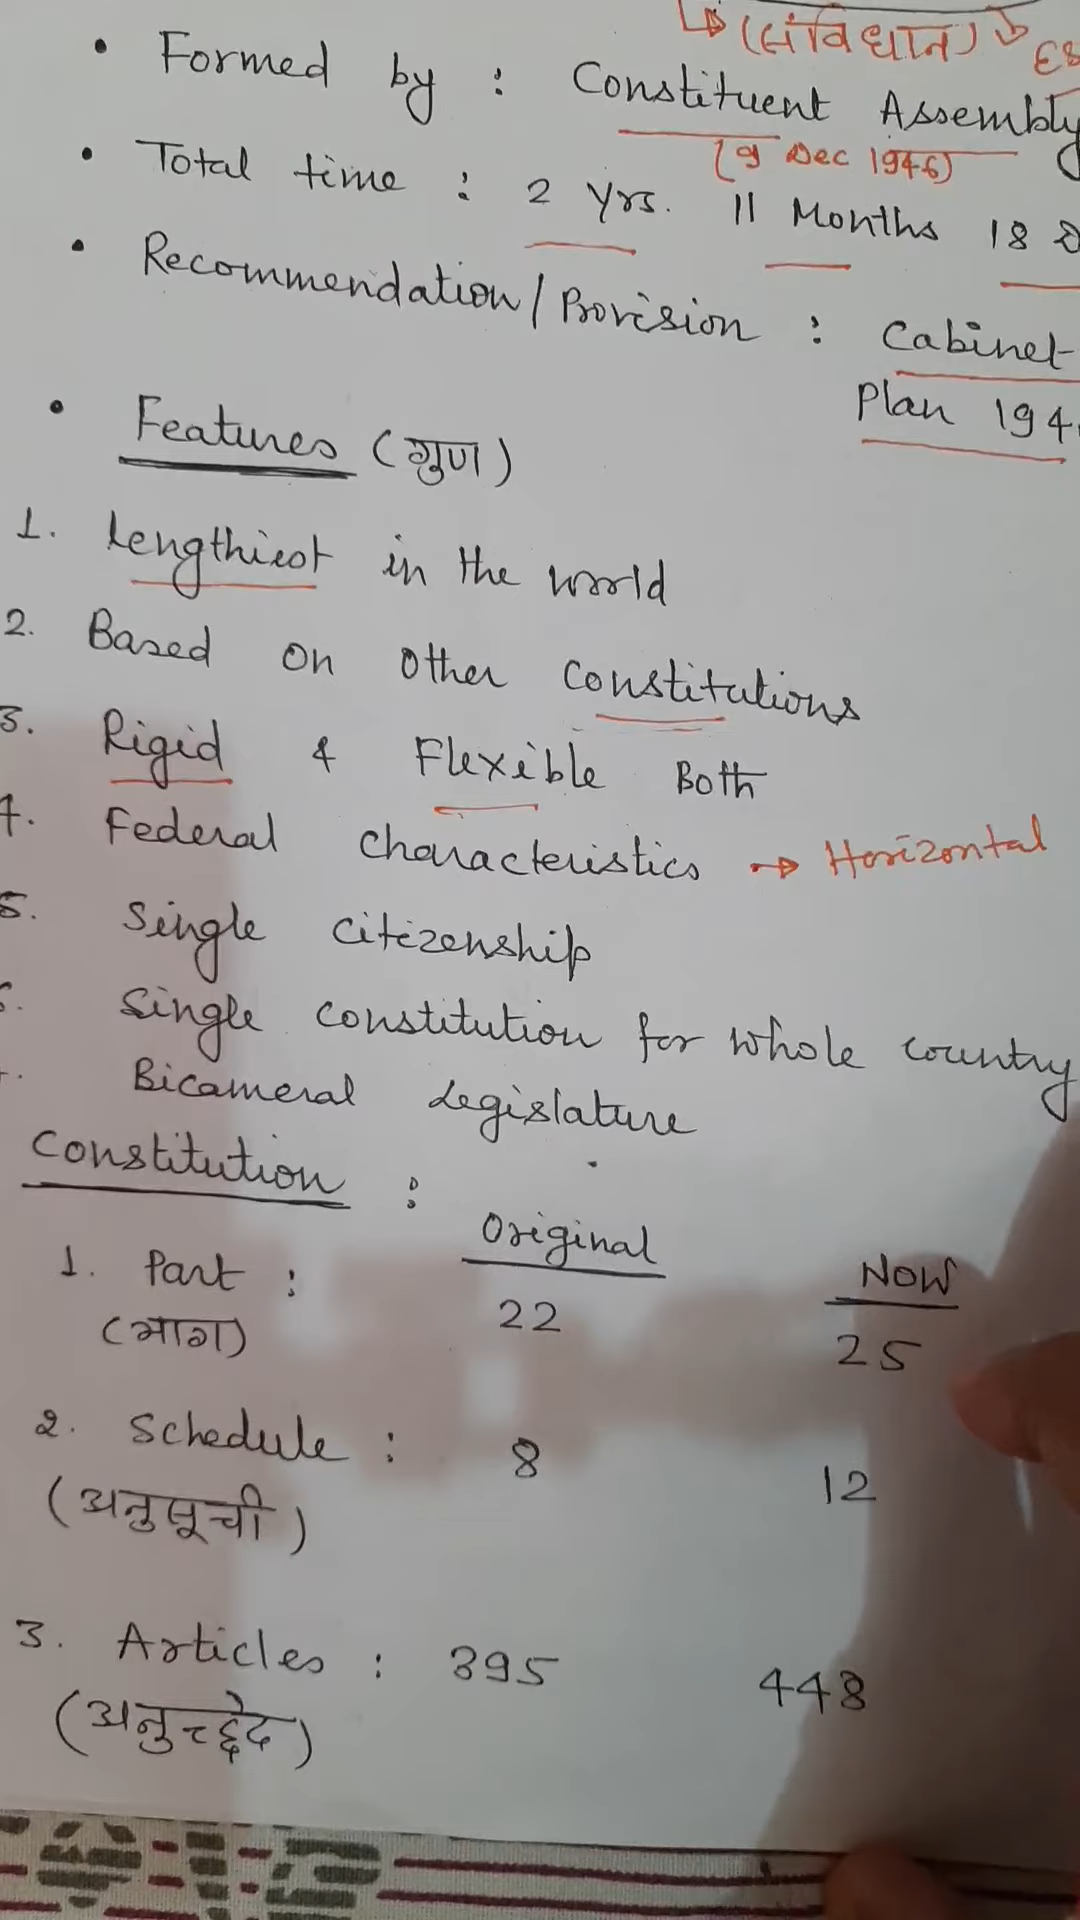 ↳ (संविधान)
• Formed by : Constituent Assembly
(9 Dec 1946)
• Total time : 2 yrs. 11 Months 18
• Recommendation/Provision : Cabinet
Plan 194
• Features (गुण)
1. Lengthiest in the world
2. Based on other constitutions
3. Rigid & Flexible Both
4. Federal characteristics → Horizontal
5. Single citizenship
Single constitution for whole country
Bicameral Legislature
Constitution :
Original Now
1. Part : 22 25
(भाग)
2. Schedule : 8 12
(अनुसूची)
3. Articles : 395 448
(अनुच्छेद)